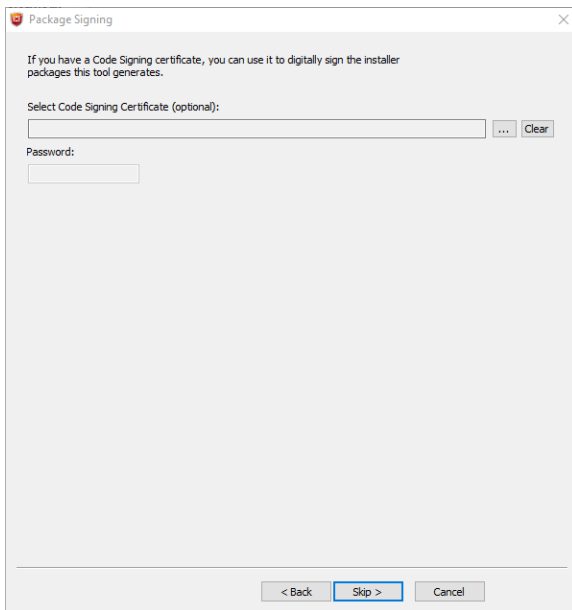 Package Signing
If you have a Code Signing certificate, you can use it to digitally sign the installer
packages this tool generates.
Select Code Signing Certificate (optional):
... Clear
Password:
< Back Skip > Cancel